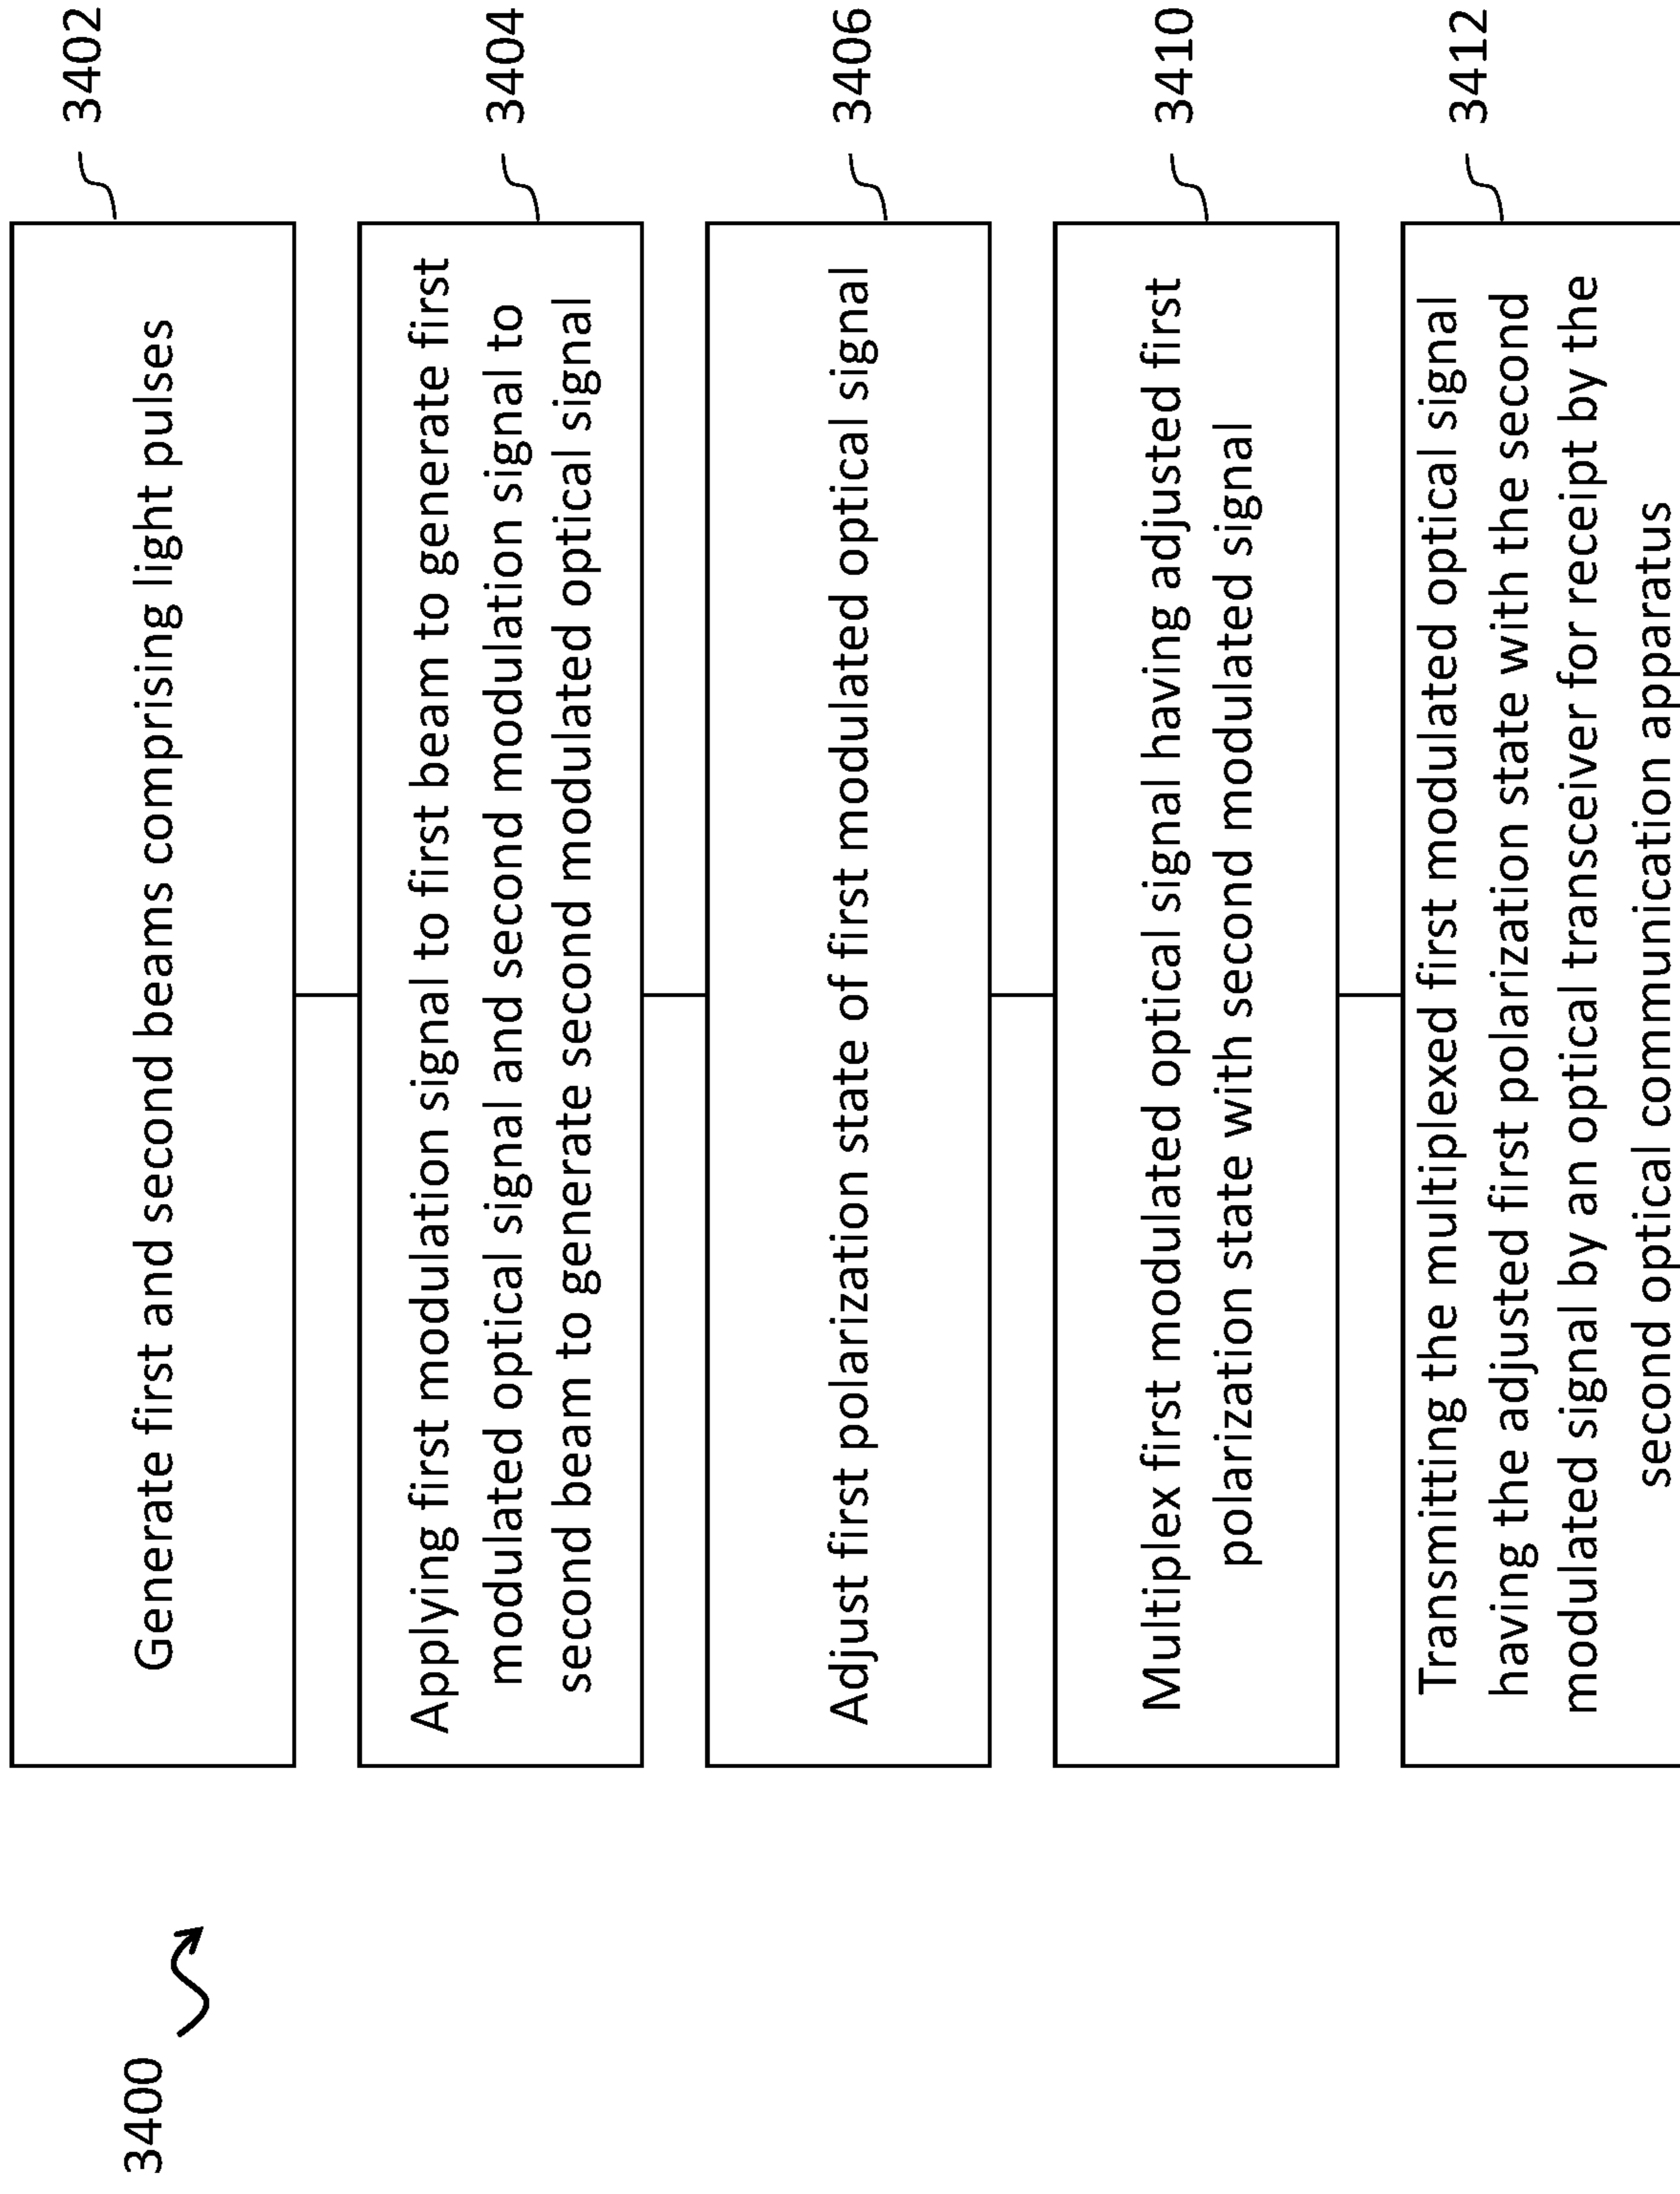 3400
Generate first and second beams comprising light pulses
3402
Applying first modulation signal to first beam to generate first
modulated optical signal and second modulation signal to
second beam to generate second modulated optical signal
3404
Adjust first polarization state of first modulated optical signal
3406
Multiplex first modulated optical signal having adjusted first
polarization state with second modulated signal
3410
Transmitting the multiplexed first modulated optical signal
having the adjusted first polarization state with the second
modulated signal by an optical transceiver for receipt by the
second optical communication apparatus
3412